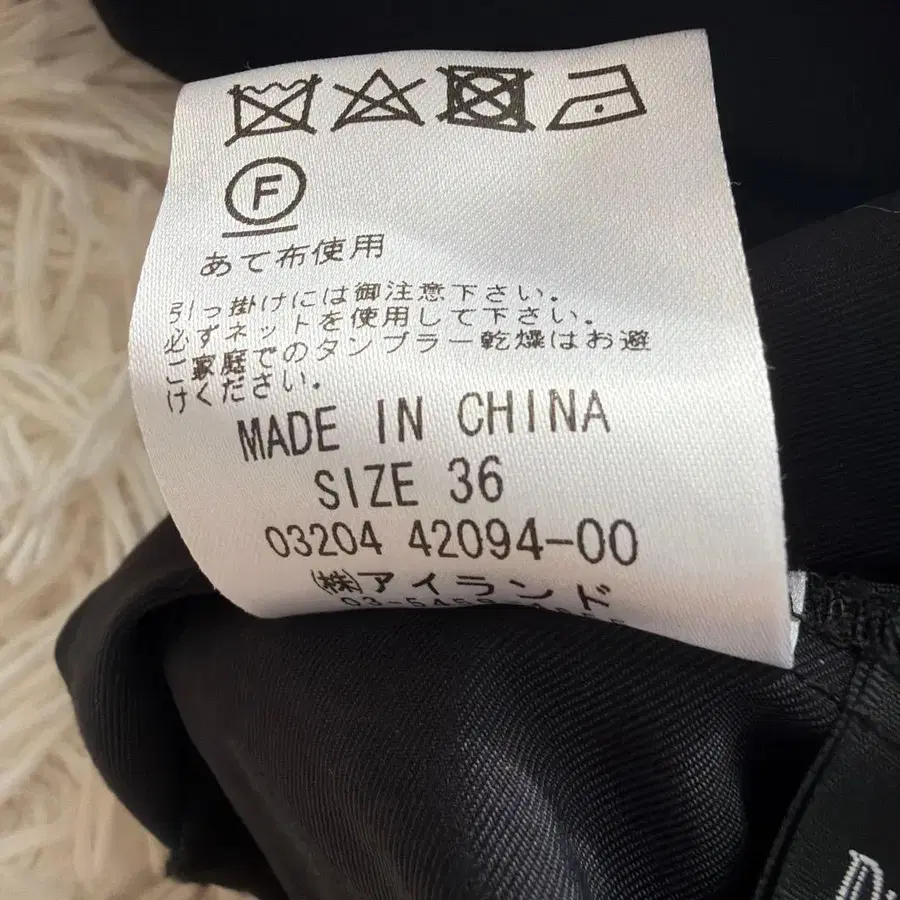 F
あて布使用
引っ掛けには御注意下さい。
必ずネットを使用して下さい。
ご家庭でのタンブラー乾燥はお避
けください。
MADE IN CHINA
SIZE 36
03204 42094-00
㈱アイランド